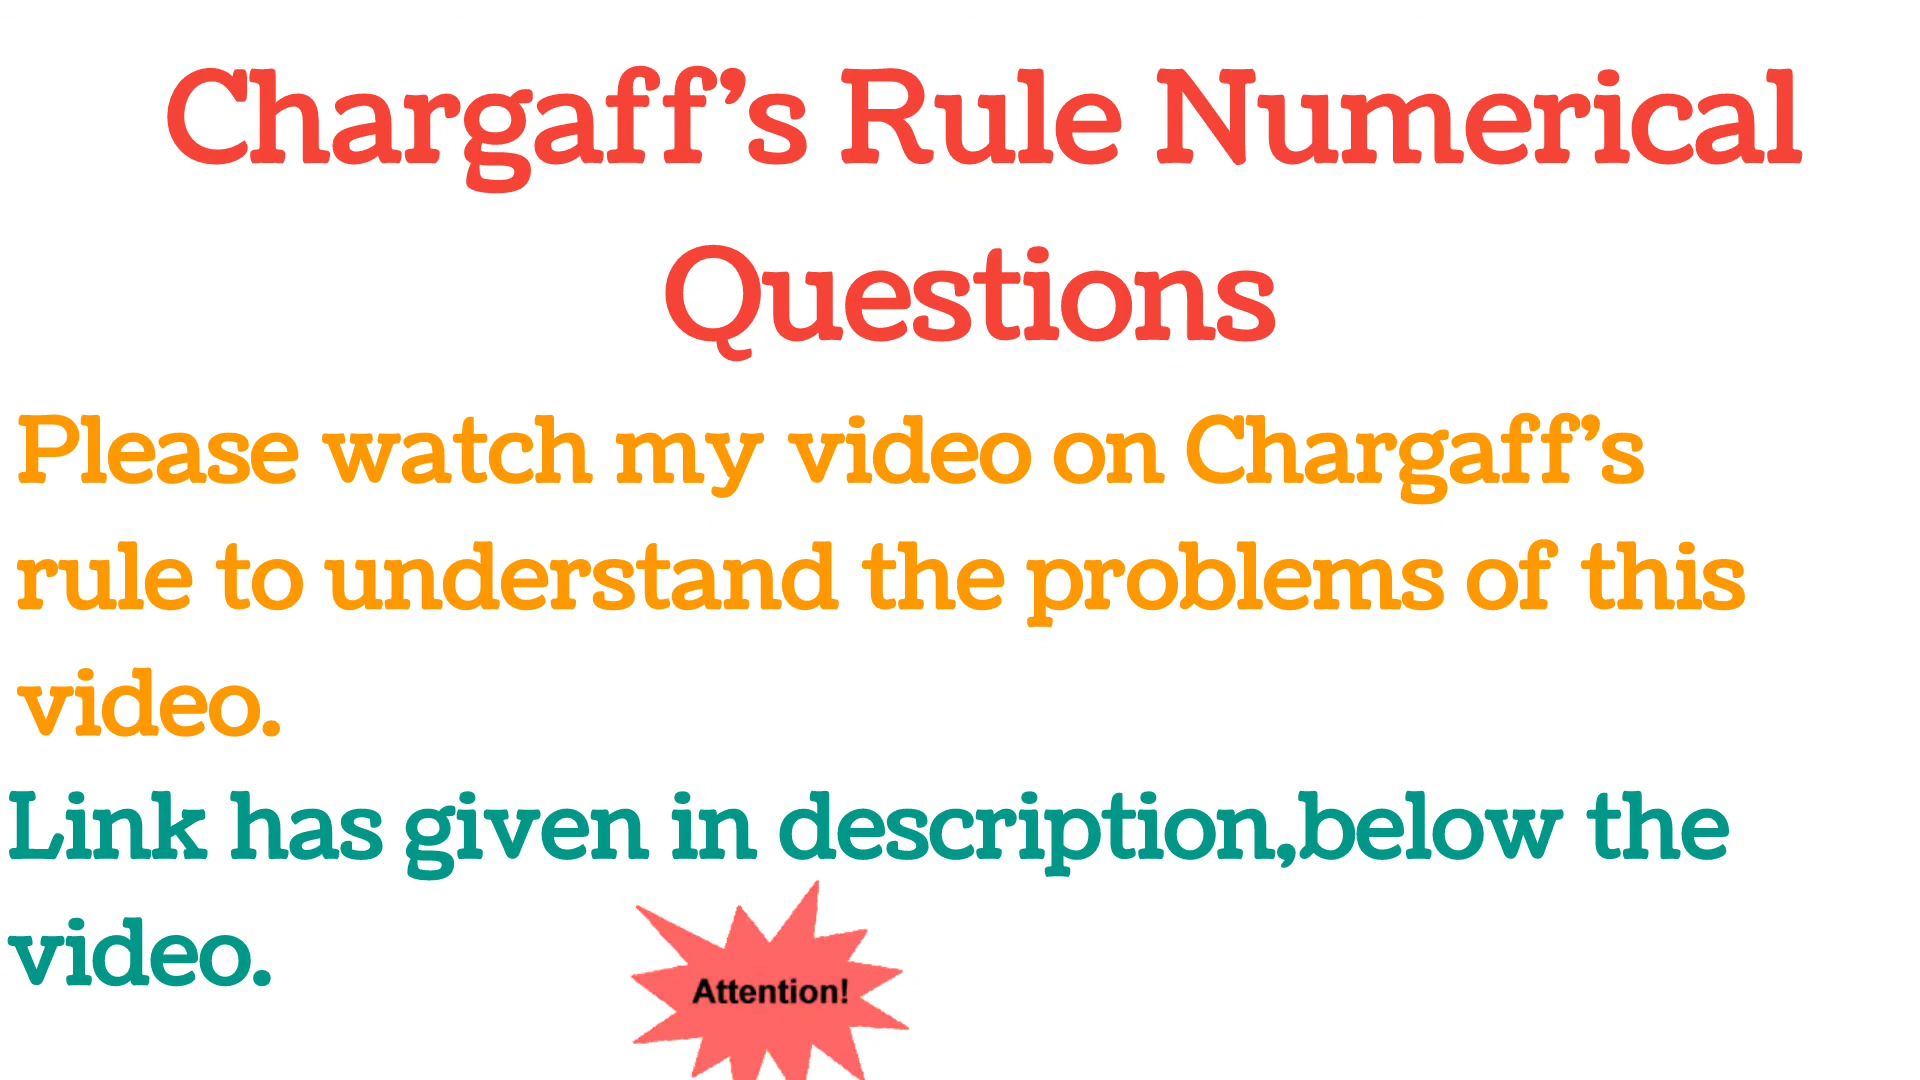 Chargaff’s Rule Numerical
Questions
Please watch my video on Chargaff’s
rule to understand the problems of this
video.
Link has given in description,below the
video.
Attention!